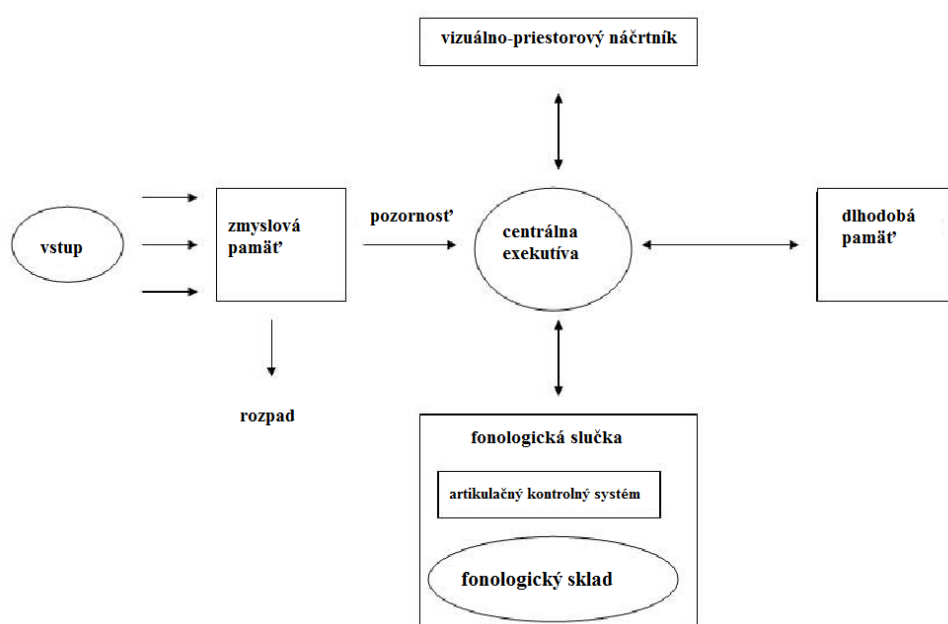 vizuálno-priestorový náčrtník
vstup
zmyslová
pamäť
pozornosť
centrálna
exekutíva
dlhodobá
pamäť
rozpad
fonologická slučka
artikulačný kontrolný systém
fonologický sklad